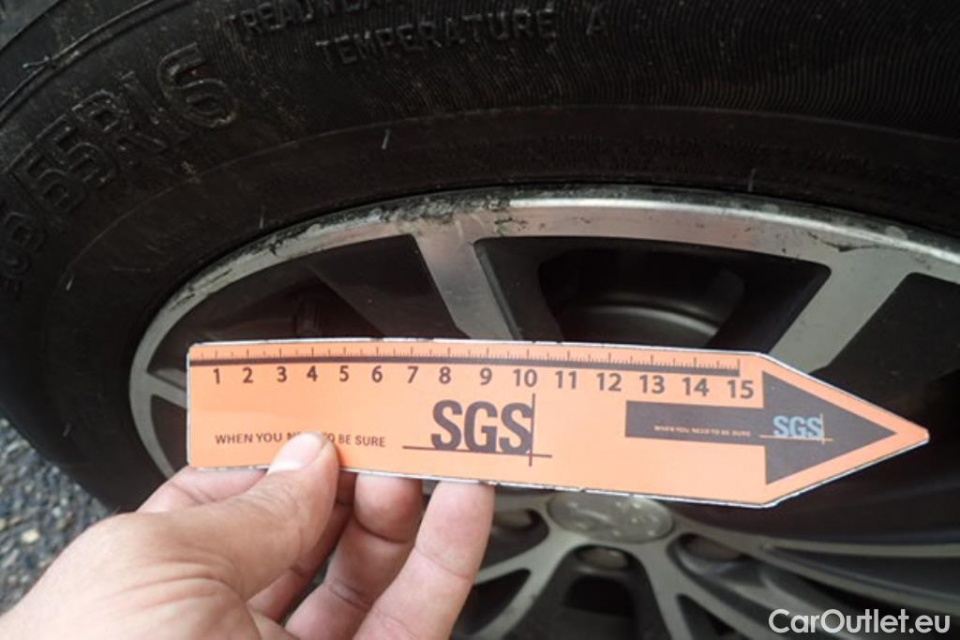 TREADWEAR
TEMPERATURE A
55R16
1 2 3 4 5 6 7 8 9 10 11 12 13 14 15
SGS
WHEN YOU NEED TO BE SURE
WHEN YOU NEED TO BE SURE
SGS
CarOutlet.eu